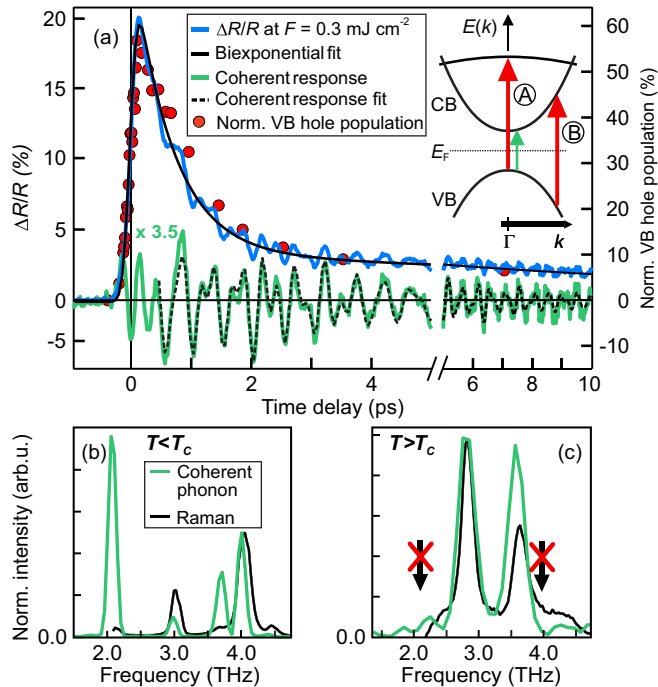 (a)
ΔR/R at F = 0.3 mJ cm⁻²
Biexponential fit
Coherent response
Coherent response fit
Norm. VB hole population
x 3.5
E(k)
CB
A
B
E_F
VB
Γ
k
ΔR/R (%)
20
15
10
5
0
-5
Norm. VB hole population (%)
60
50
40
30
20
10
0
-10
0
2
4
6
8
10
Time delay (ps)
(b)
T<T_C
Coherent
phonon
Raman
Norm. intensity (arb.u.)
0.0
2.0
3.0
4.0
Frequency (THz)
T>T_C
(c)
0.0
2.0
3.0
4.0
Frequency (THz)